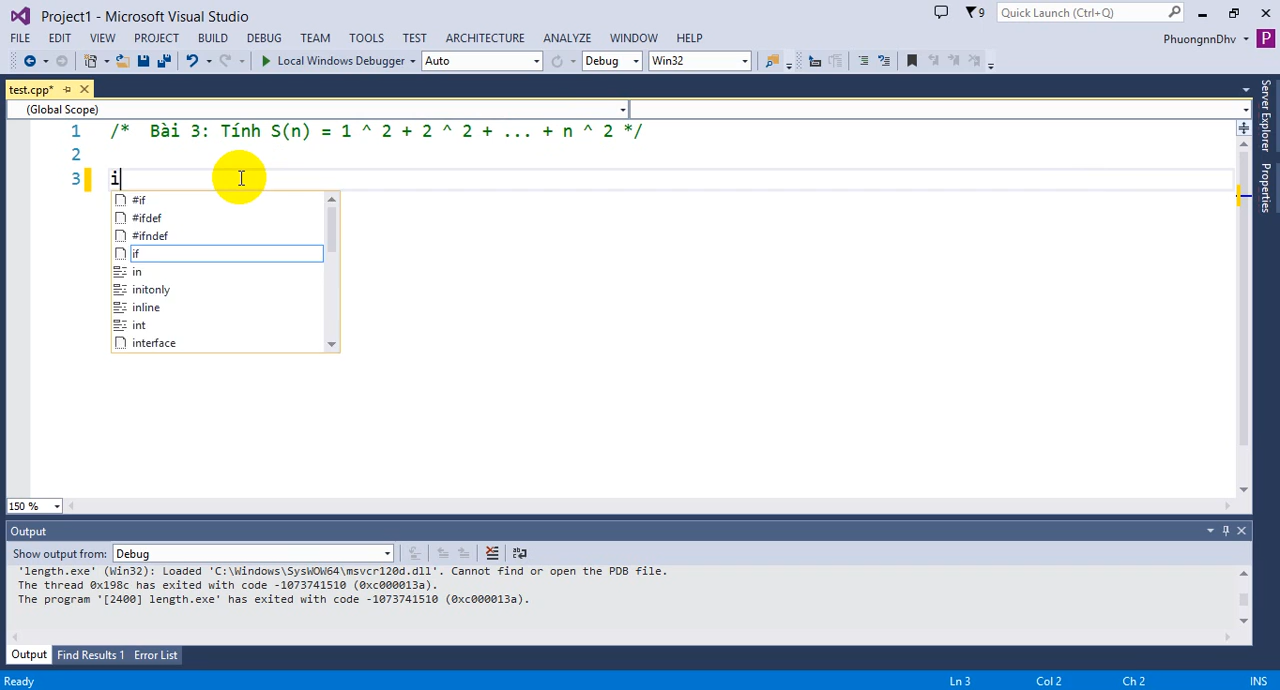 Project1 - Microsoft Visual Studio
9
Quick Launch (Ctrl+Q)
FILE EDIT VIEW PROJECT BUILD DEBUG TEAM TOOLS TEST ARCHITECTURE ANALYZE WINDOW HELP
PhuongnnDhv P
Local Windows Debugger Auto Debug Win32
test.cpp*
(Global Scope)
1 /* Bài 3: Tính S(n) = 1 ^ 2 + 2 ^ 2 + ... + n ^ 2 */
2
3 i
#if
#ifdef
#ifndef
if
in
initonly
inline
int
interface
Server Explorer
Properties
150 %
Output
Show output from: Debug
'length.exe' (Win32): Loaded 'C:\Windows\SysWOW64\msvcr120d.dll'. Cannot find or open the PDB file.
The thread 0x198c has exited with code -1073741510 (0xc000013a).
The program '[2400] length.exe' has exited with code -1073741510 (0xc000013a).
Output Find Results 1 Error List
Ready Ln 3 Col 2 Ch 2 INS